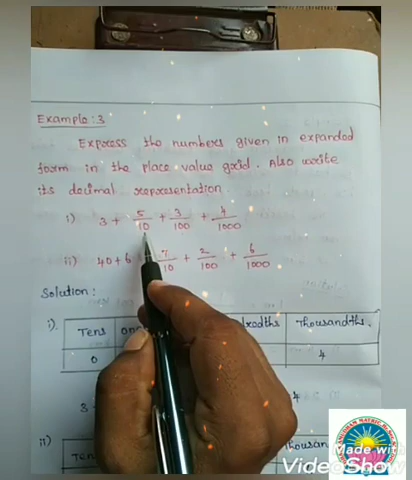 Example: 3
Express the numbers given in expanded
form in the place value grid. Also write
its decimal representation.
i) 3 + 5/10 + 3/100 + 4/1000
ii) 40 + 6 7/10 + 2/100 + 6/1000
Solution:
i). Tens Thousandths.
0 4
3 4
ii)
Made with
VideoShow